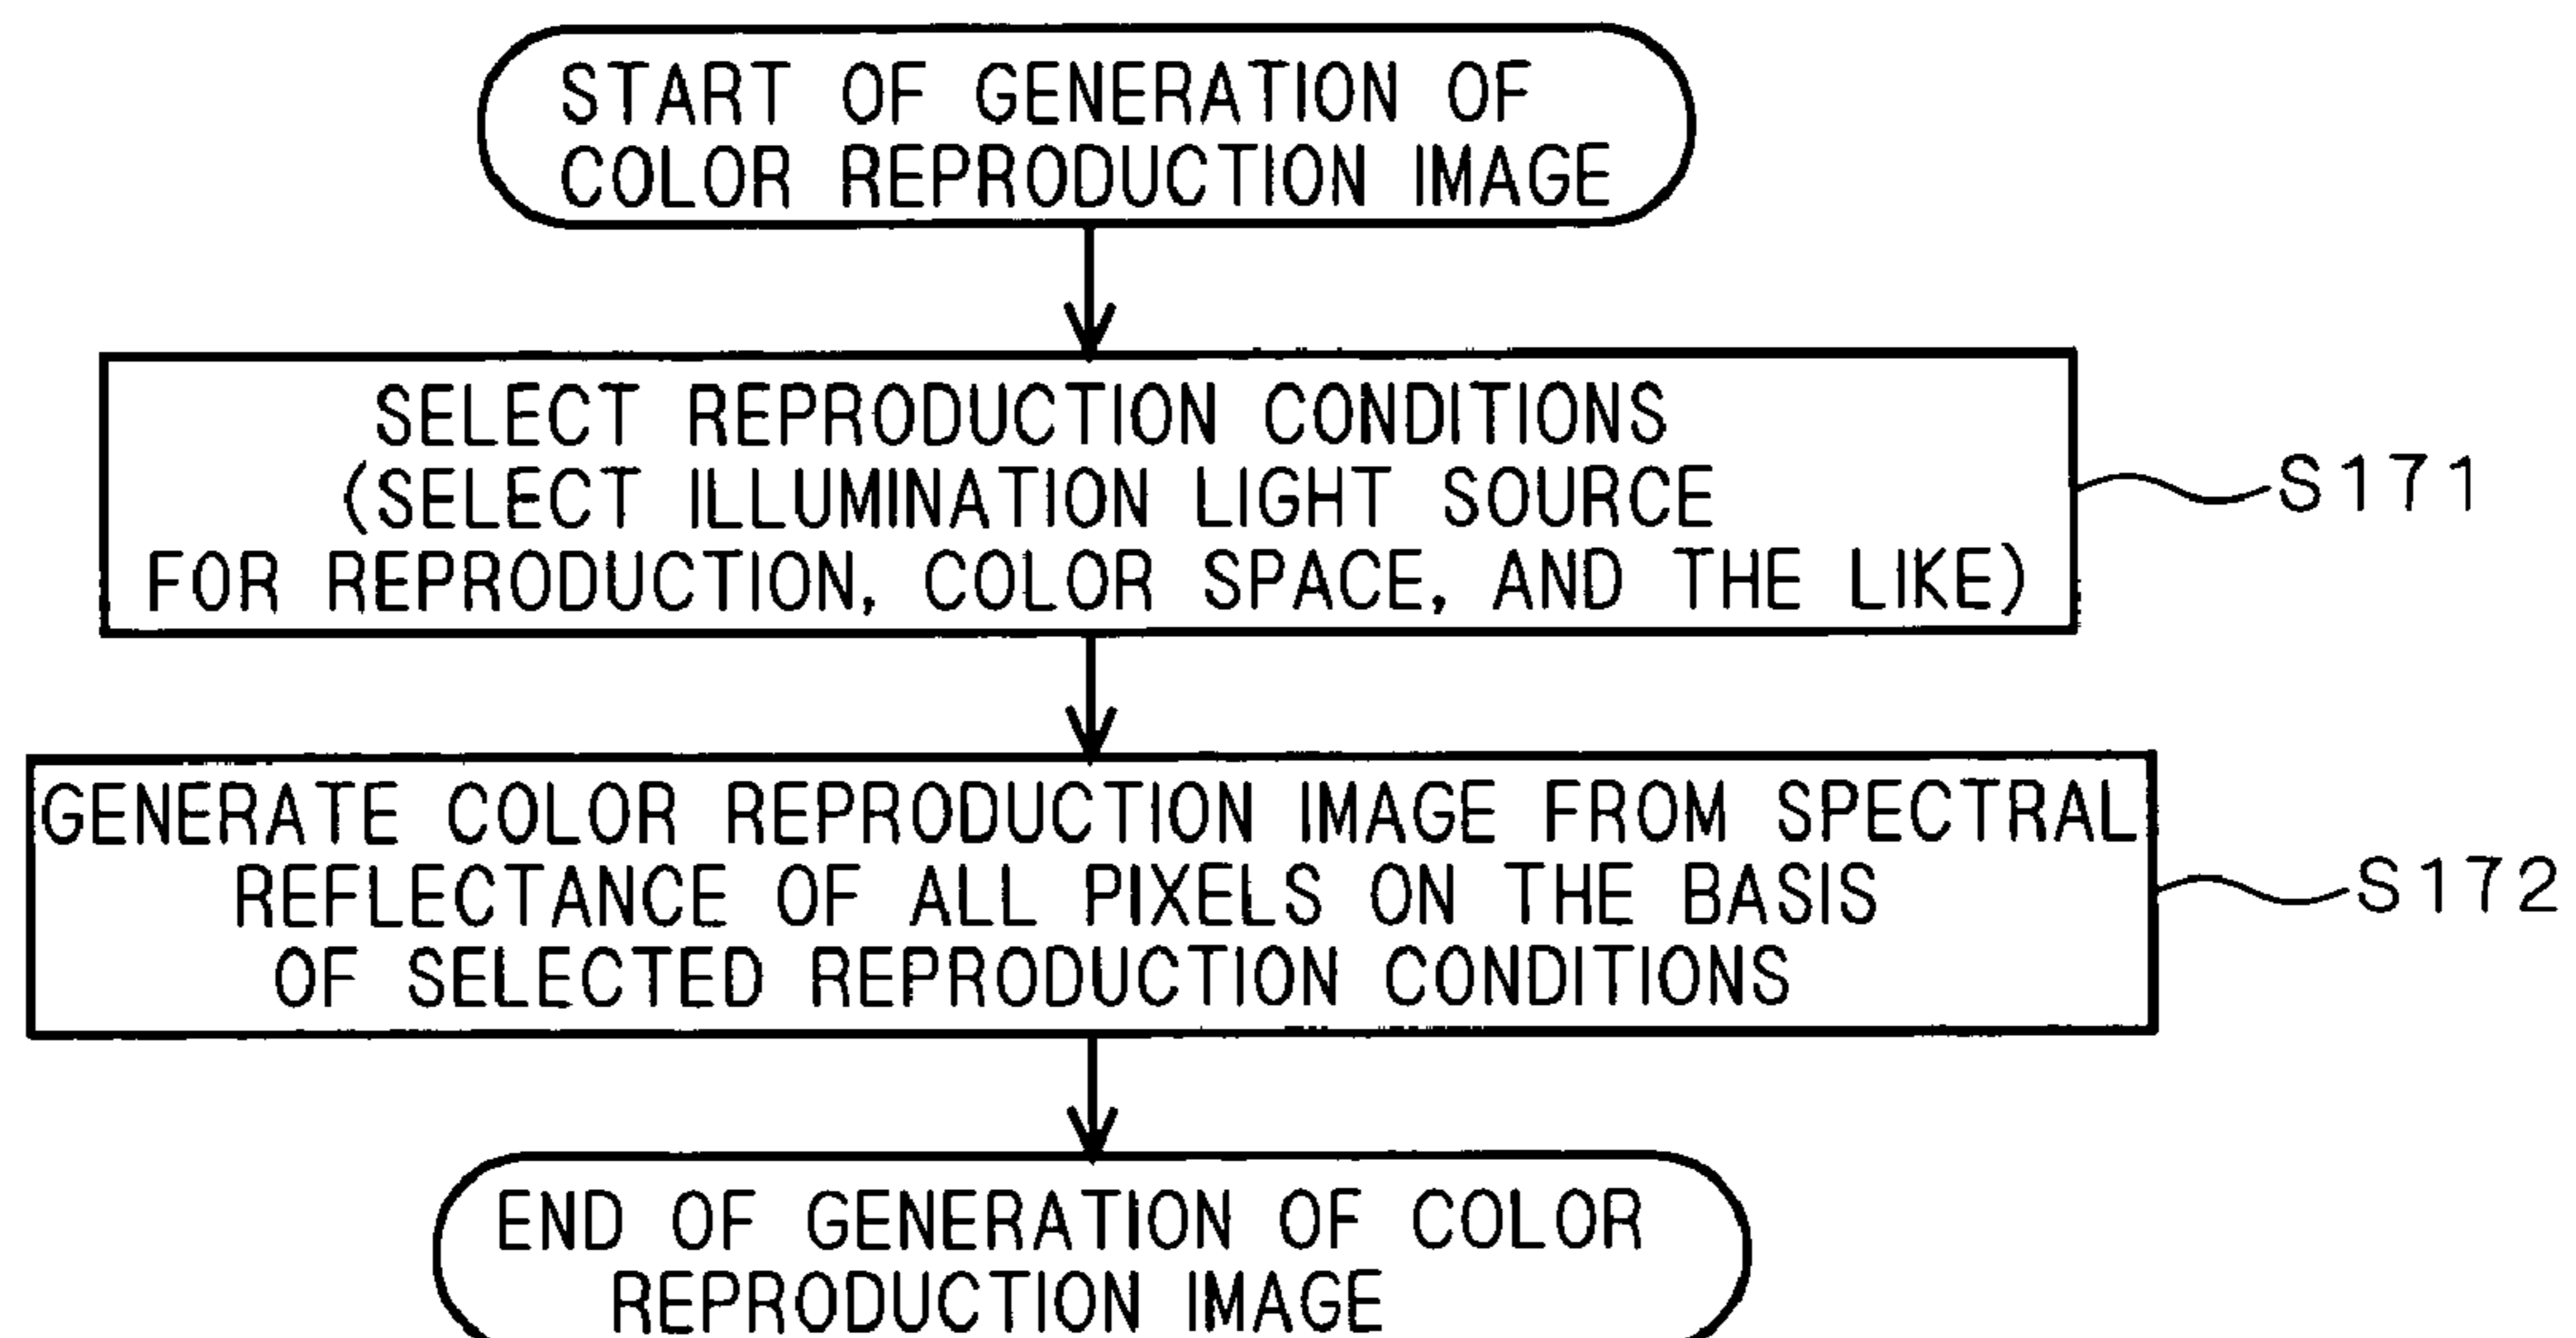 START OF GENERATION OF
COLOR REPRODUCTION IMAGE
SELECT REPRODUCTION CONDITIONS
(SELECT ILLUMINATION LIGHT SOURCE
FOR REPRODUCTION, COLOR SPACE, AND THE LIKE)
S171
GENERATE COLOR REPRODUCTION IMAGE FROM SPECTRAL
REFLECTANCE OF ALL PIXELS ON THE BASIS
OF SELECTED REPRODUCTION CONDITIONS
S172
END OF GENERATION OF COLOR
REPRODUCTION IMAGE